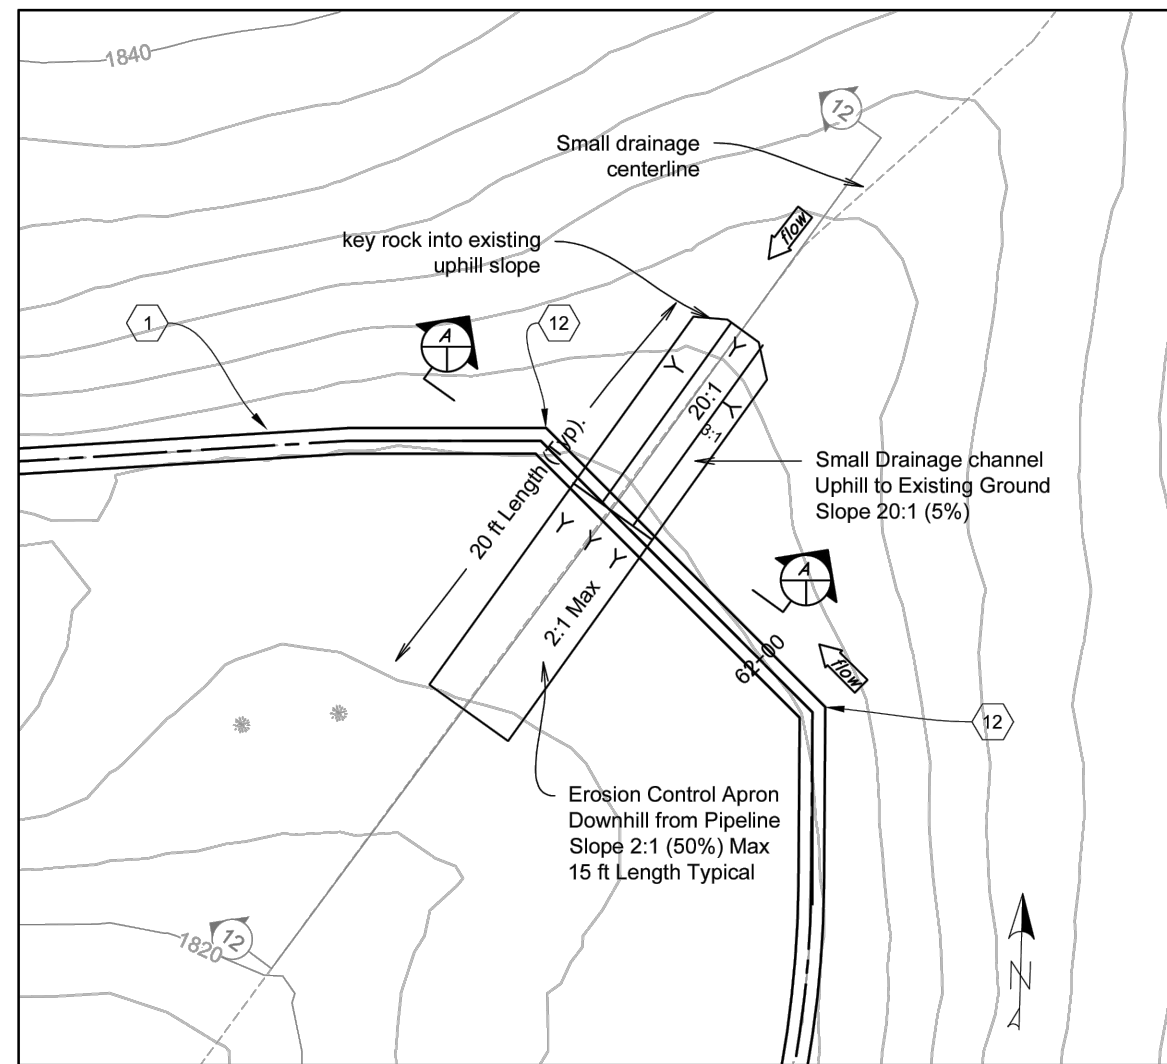 1840
12
Small drainage
centerline
flow
key rock into existing
uphill slope
1
A
12
20:1
3:1
20 ft Length (Typ).
Small Drainage channel
Uphill to Existing Ground
Slope 20:1 (5%)
2:1 Max
A
62+00
flow
12
Erosion Control Apron
Downhill from Pipeline
Slope 2:1 (50%) Max
15 ft Length Typical
12
1820
N